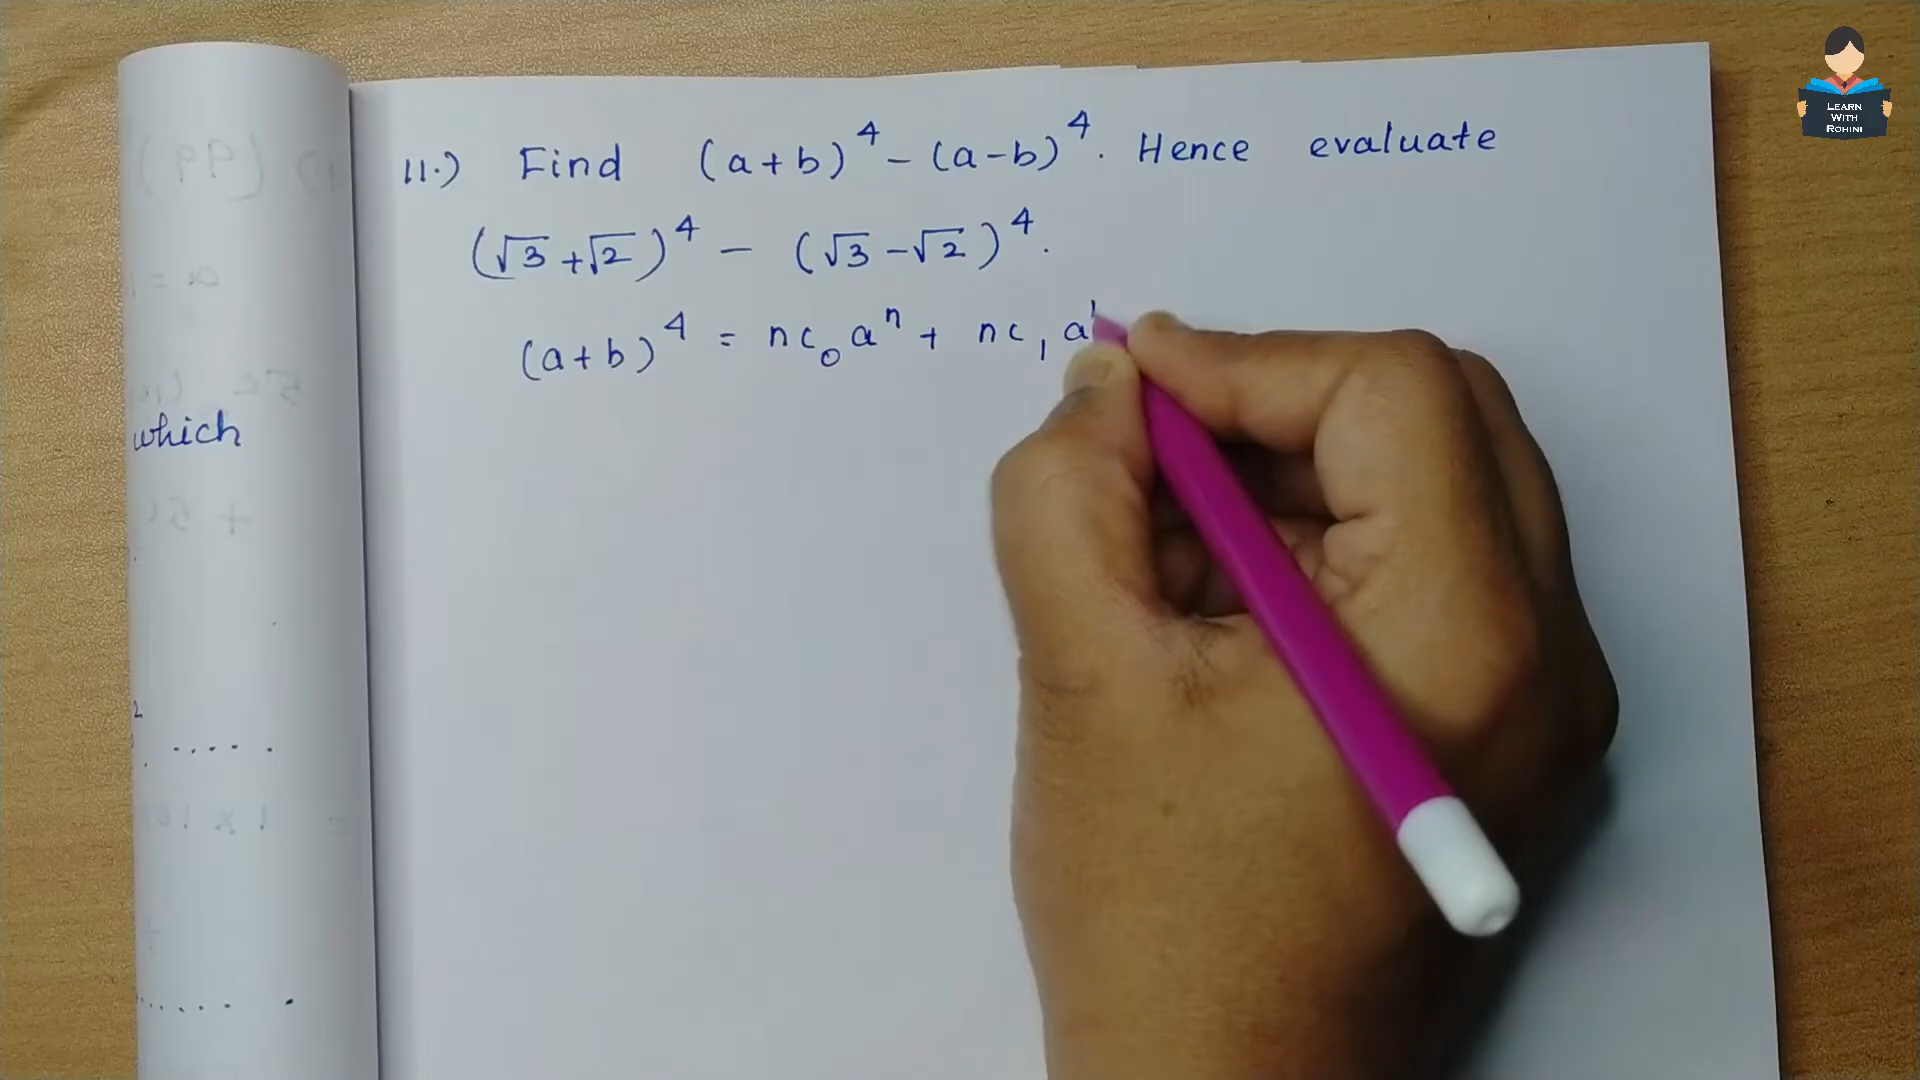 11.) Find (a+b)⁴ - (a-b)⁴. Hence evaluate
(√3+√2)⁴ - (√3-√2)⁴.
(a+b)⁴ = nc₀aⁿ + nc₁a
which
LEARN
WITH
ROHINI